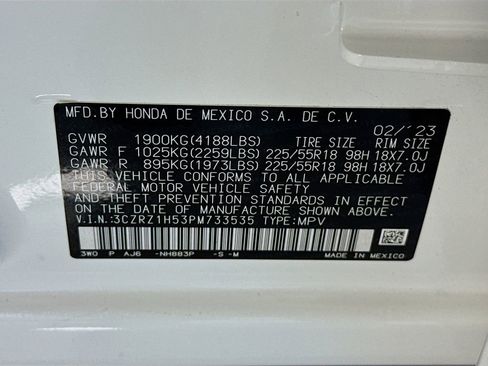 MFD.BY HONDA DE MEXICO S.A. DE C.V.
02/'23
GVWR 1900KG(4188LBS) TIRE SIZE RIM SIZE
GAWR F 1025KG(2259LBS) 225/55R18 98H 18X7.0J
GAWR R 895KG(1973LBS) 225/55R18 98H 18X7.0J
THIS VEHICLE CONFORMS TO ALL APPLICABLE
FEDERAL MOTOR VEHICLE SAFETY
AND THEFT PREVENTION STANDARDS IN EFFECT
ON THE DATE OF MANUFACTURE SHOWN ABOVE.
V.I.N.3CZRZ1H53PM733535 TYPE:MPV
3WO P AJ6 -NH883P -S -M MADE IN MEXICO